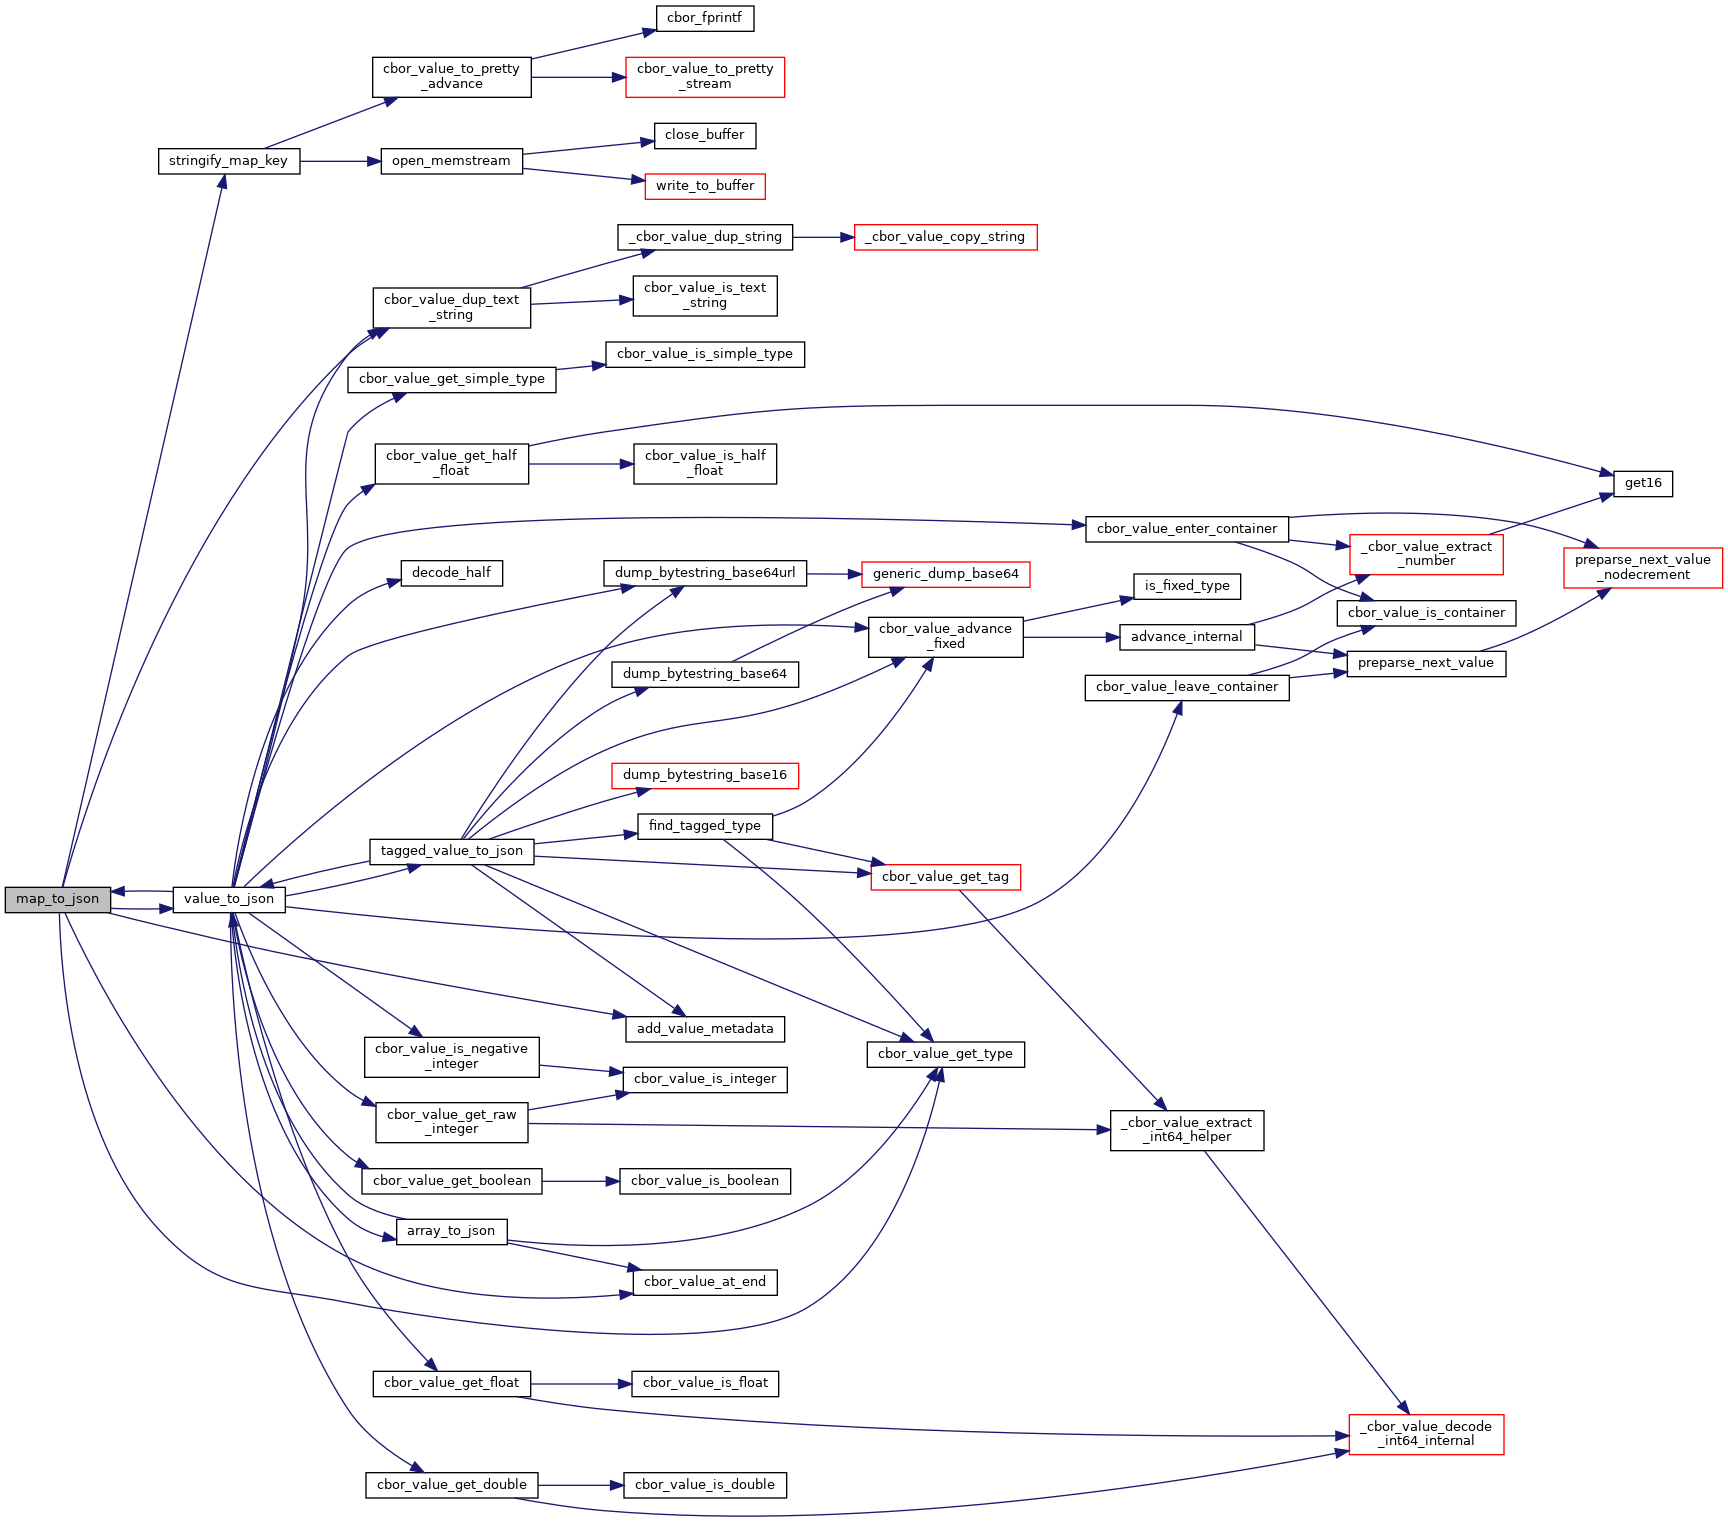 cbor_fprintf
cbor_value_to_pretty
_advance
cbor_value_to_pretty
_stream
close_buffer
stringify_map_key
open_memstream
write_to_buffer
_cbor_value_dup_string
_cbor_value_copy_string
cbor_value_dup_text
_string
cbor_value_is_text
_string
cbor_value_get_simple_type
cbor_value_is_simple_type
cbor_value_get_half
_float
cbor_value_is_half
_float
get16
cbor_value_enter_container
_cbor_value_extract
_number
preparse_next_value
_nodecrement
decode_half
dump_bytestring_base64url
generic_dump_base64
is_fixed_type
cbor_value_is_container
cbor_value_advance
_fixed
advance_internal
preparse_next_value
dump_bytestring_base64
cbor_value_leave_container
dump_bytestring_base16
find_tagged_type
tagged_value_to_json
cbor_value_get_tag
map_to_json
value_to_json
add_value_metadata
cbor_value_is_negative
_integer
cbor_value_get_type
cbor_value_is_integer
cbor_value_get_raw
_integer
_cbor_value_extract
_int64_helper
cbor_value_get_boolean
cbor_value_is_boolean
array_to_json
cbor_value_at_end
cbor_value_get_float
cbor_value_is_float
_cbor_value_decode
_int64_internal
cbor_value_get_double
cbor_value_is_double